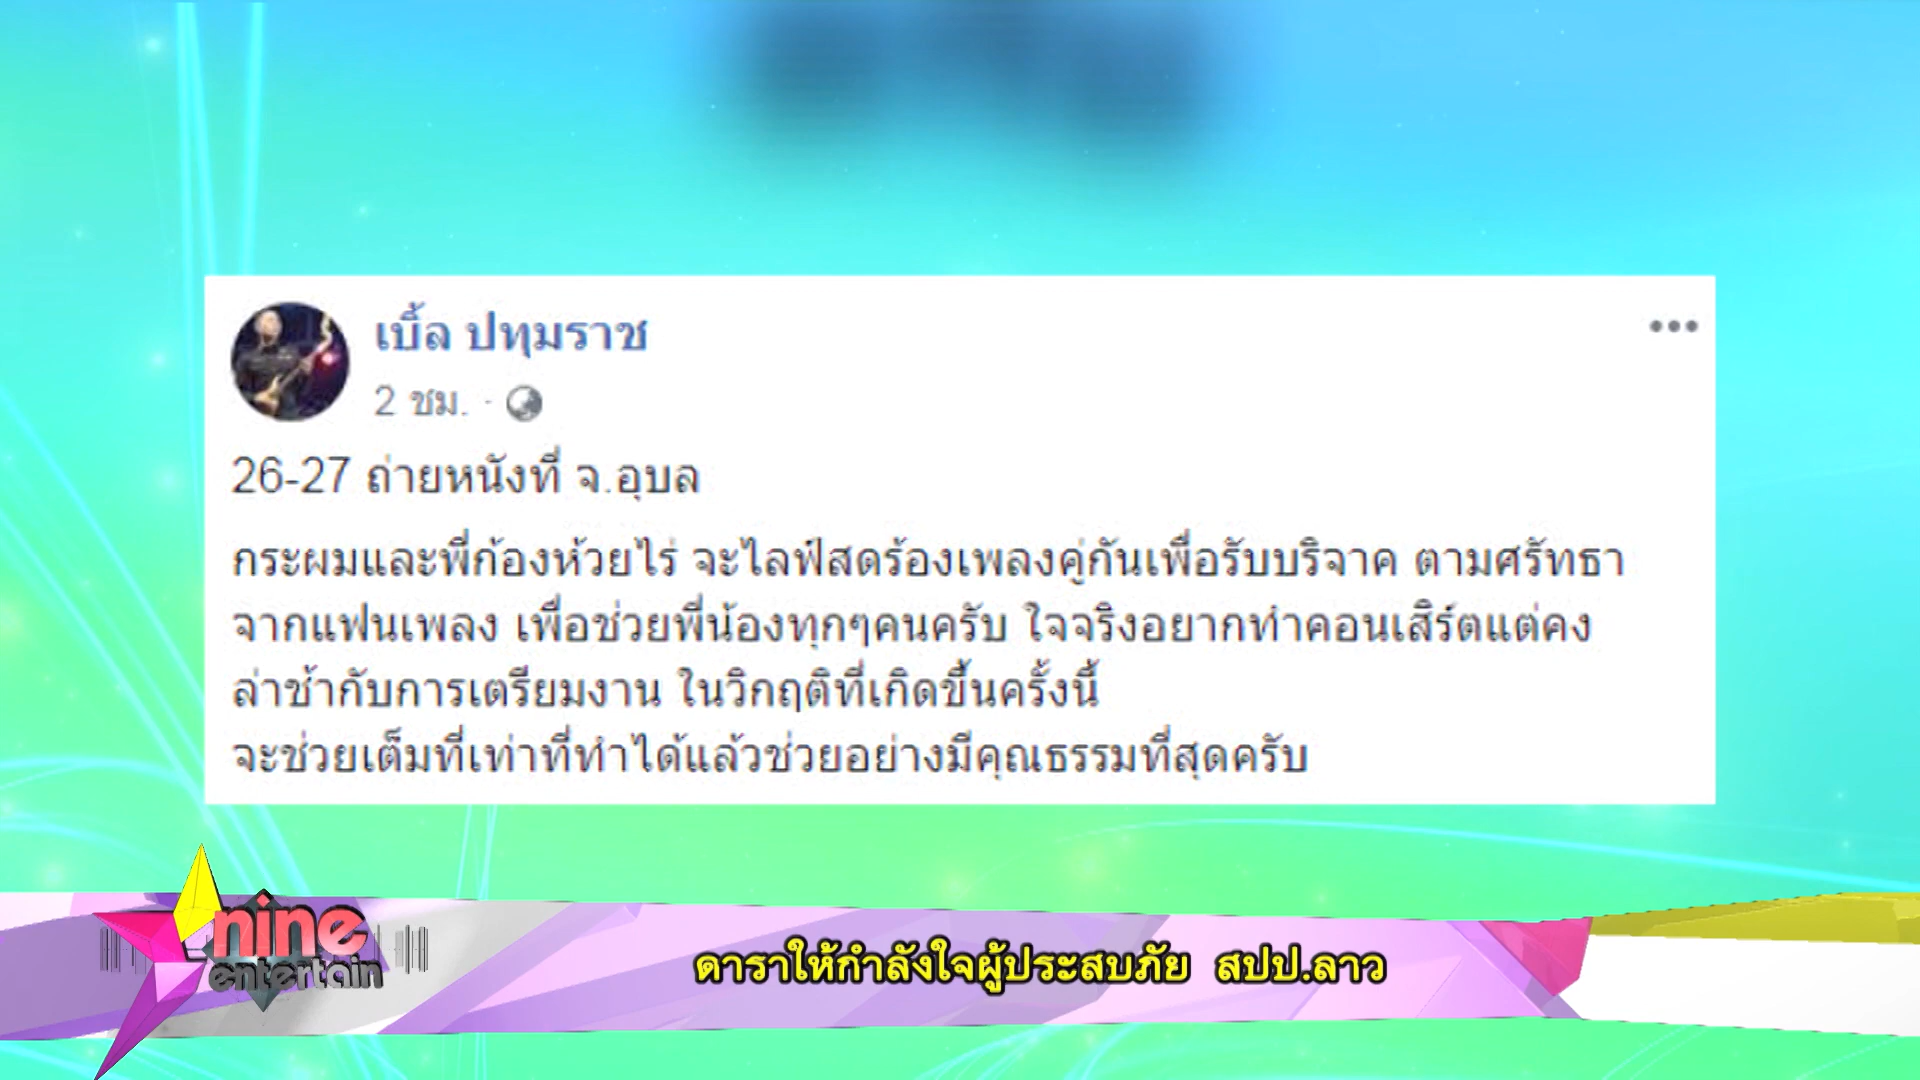 เบิ้ล ปทุมราช
2 ชม. ·
26-27 ถ่ายหนังที่ จ.อุบล
กระผมและพี่ก้องห้วยไร่ จะไลฟ์สดร้องเพลงคู่กันเพื่อรับบริจาค ตามศรัทธา
จากแฟนเพลง เพื่อช่วยพี่น้องทุกๆคนครับ ใจจริงอยากทำคอนเสิร์ตแต่คง
ล่าช้ากับการเตรียมงาน ในวิกฤติที่เกิดขึ้นครั้งนี้
จะช่วยเต็มที่เท่าที่ทำได้แล้วช่วยอย่างมีคุณธรรมที่สุดครับ
nine
entertain
ดาราให้กำลังใจผู้ประสบภัย สปป.ลาว